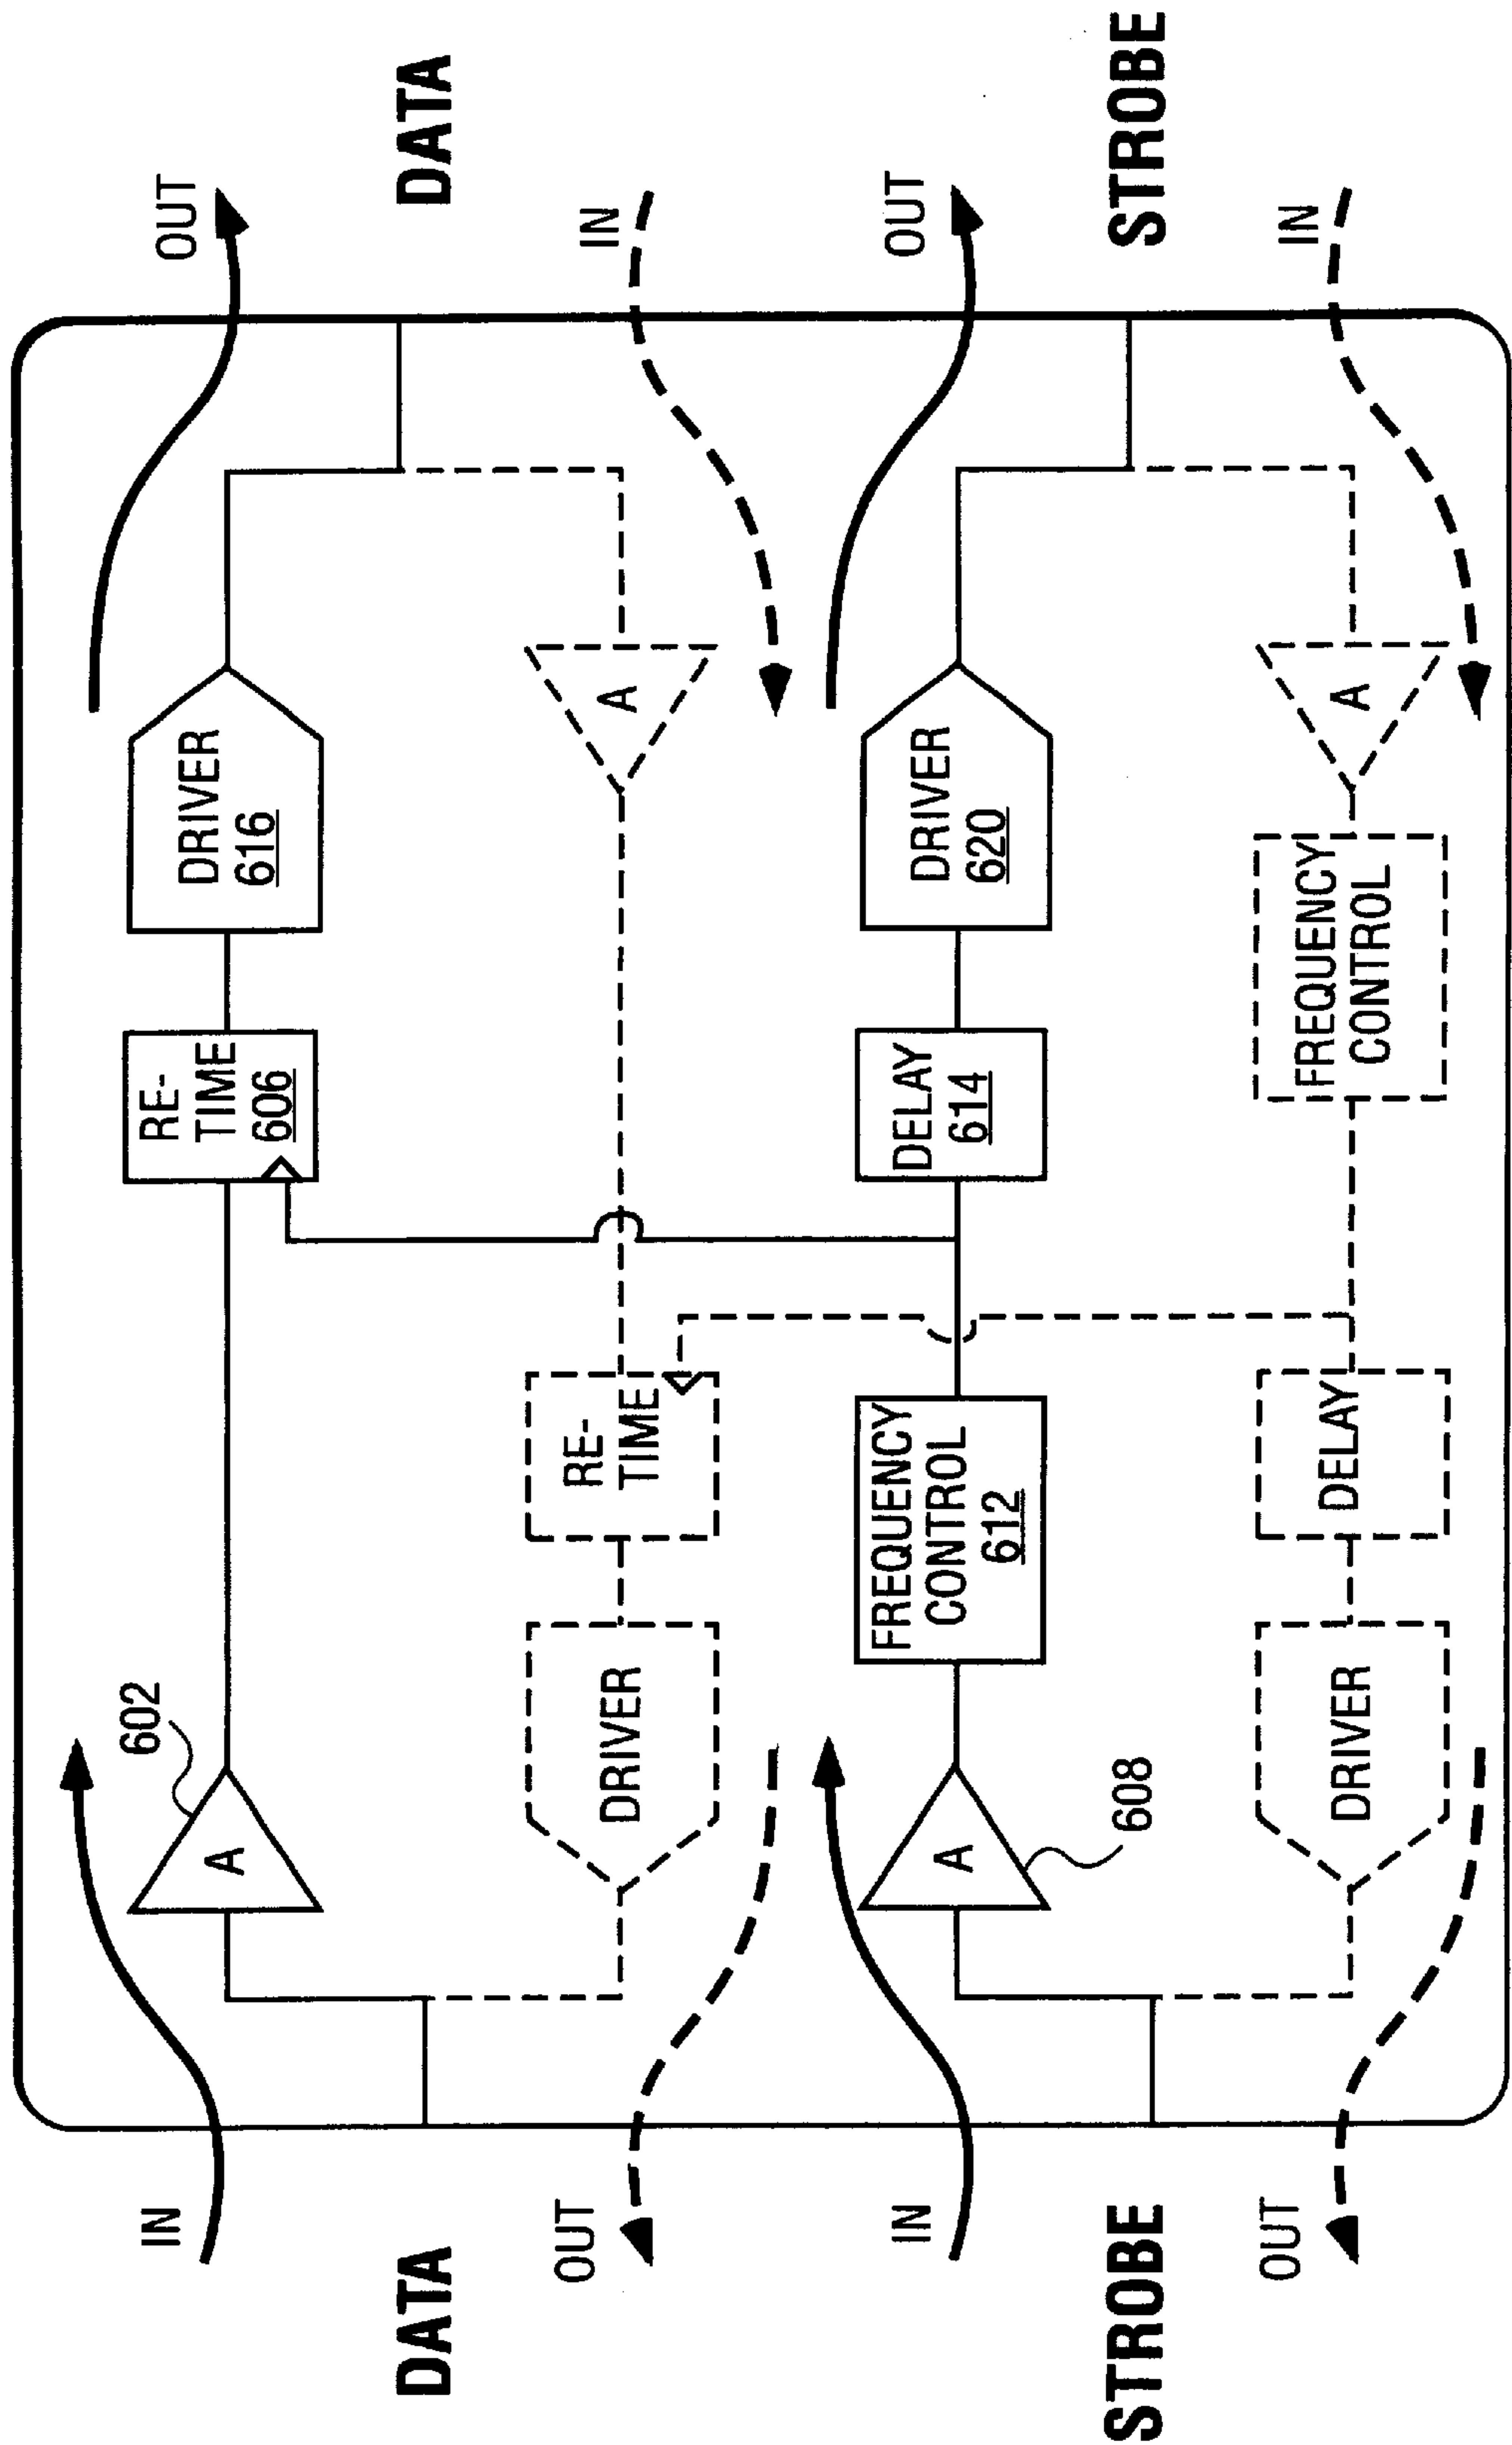 IN
602
A
RE-
TIME
606
DRIVER
616
OUT
DATA
DATA
OUT
DRIVER
RE-
TIME
A
IN
IN
A
608
FREQUENCY
CONTROL
612
DELAY
614
DRIVER
620
OUT
STROBE
STROBE
OUT
DRIVER
DELAY
FREQUENCY
CONTROL
A
IN